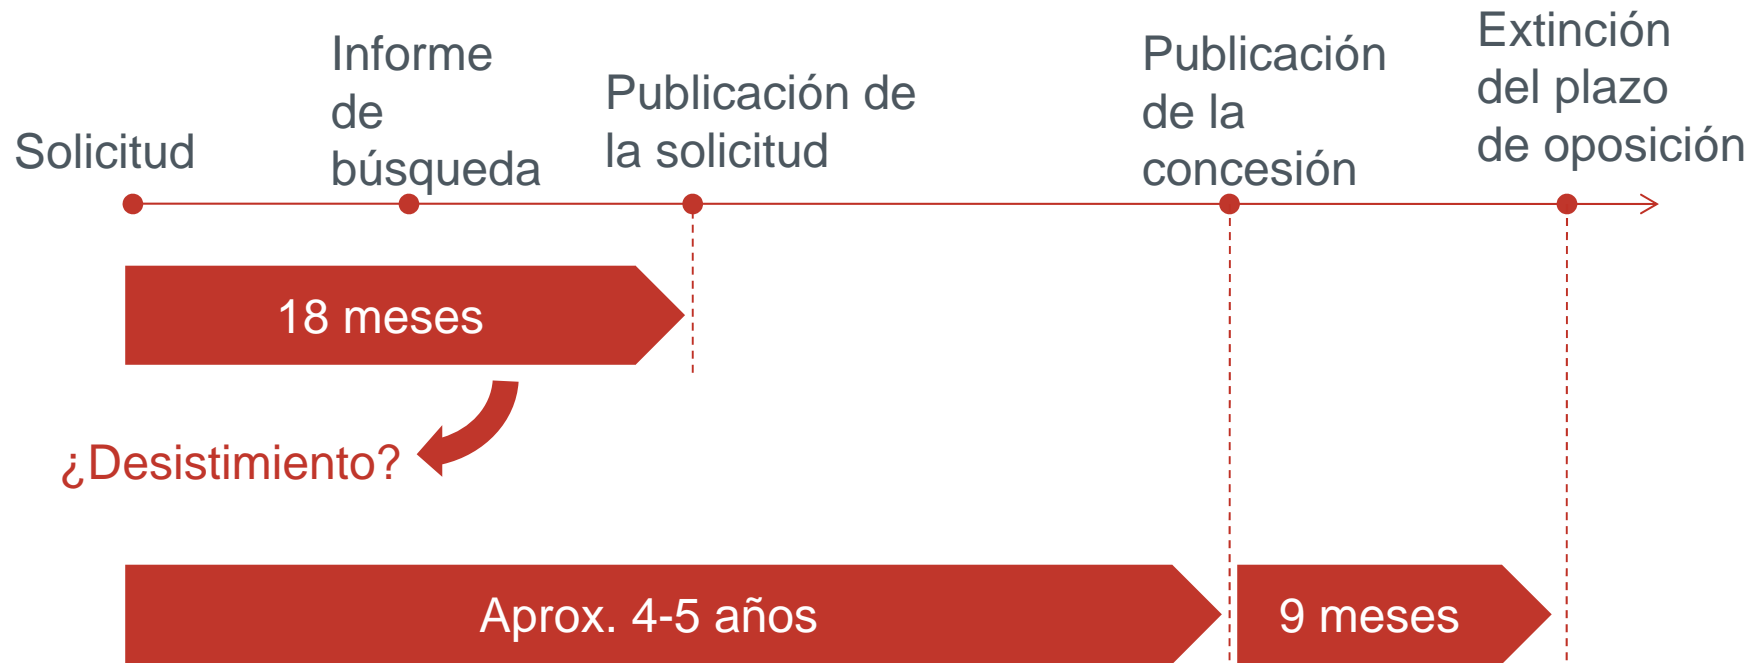 Solicitud
Informe
de
búsqueda
Publicación de
la solicitud
Publicación
de la
concesión
Extinción
del plazo
de oposición
18 meses
¿Desistimiento?
Aprox. 4-5 años
9 meses